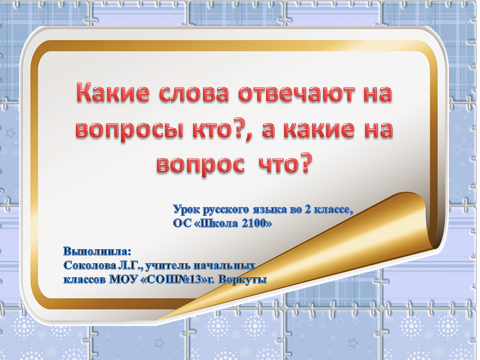 Какие слова отвечают на
вопросы кто?, а какие на
вопрос что?
Урок русского языка во 2 классе,
ОС «Школа 2100»
Выполнила:
Соколова Л.Г., учитель начальных
классов МОУ «СОШ№13»г. Воркуты